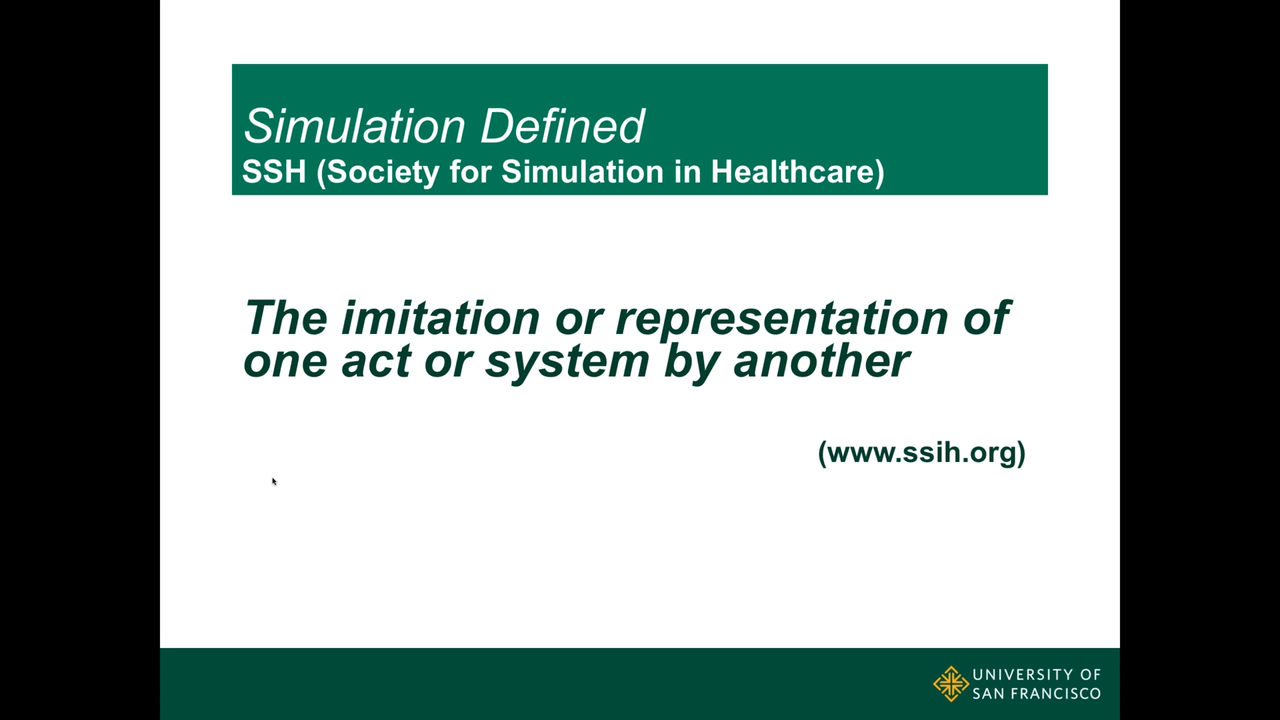 Simulation Defined
SSH (Society for Simulation in Healthcare)
The imitation or representation of
one act or system by another
(www.ssih.org)
UNIVERSITY OF
SAN FRANCISCO